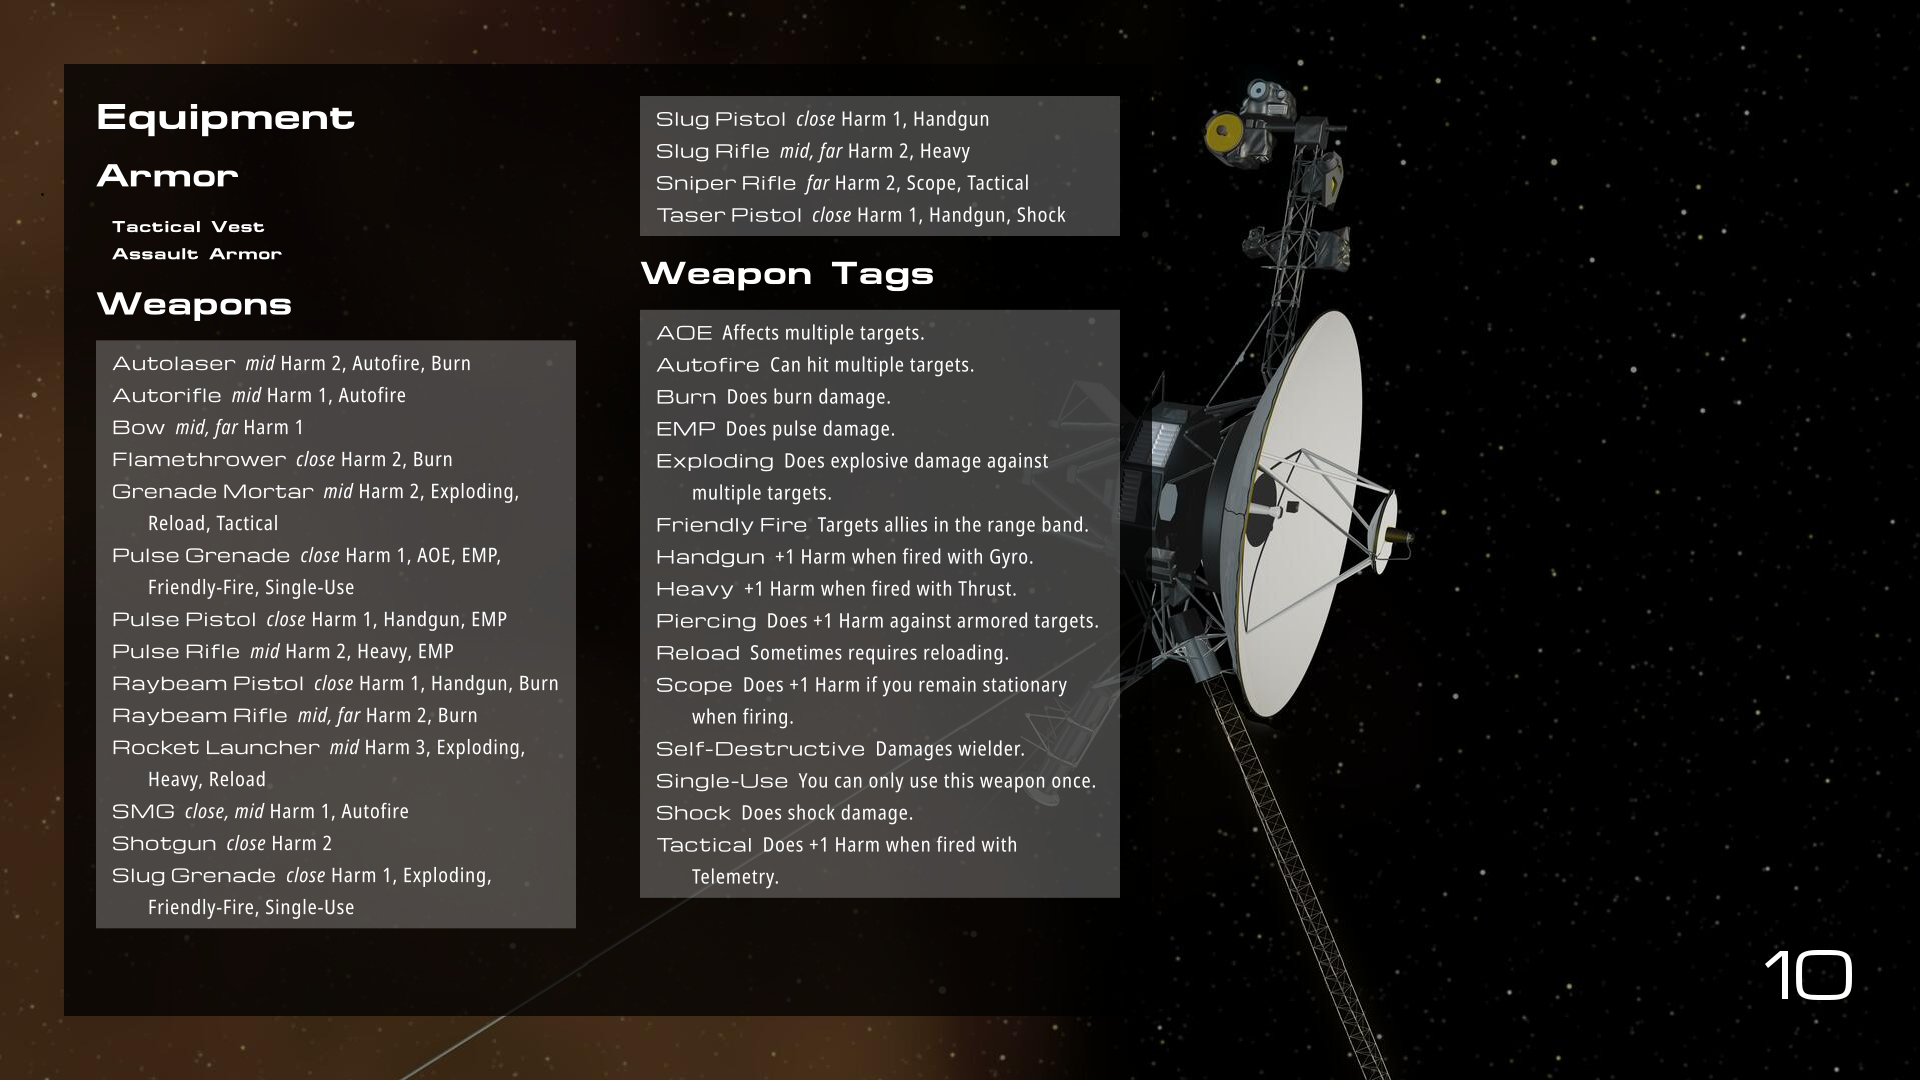 Equipment
Armor
Tactical Vest
Assault Armor
Weapons
Autolaser mid Harm 2, Autofire, Burn
Autorifle mid Harm 1, Autofire
Bow mid, far Harm 1
Flamethrower close Harm 2, Burn
Grenade Mortar mid Harm 2, Exploding,
Reload, Tactical
Pulse Grenade close Harm 1, AOE, EMP,
Friendly-Fire, Single-Use
Pulse Pistol close Harm 1, Handgun, EMP
Pulse Rifle mid Harm 2, Heavy, EMP
Raybeam Pistol close Harm 1, Handgun, Burn
Raybeam Rifle mid, far Harm 2, Burn
Rocket Launcher mid Harm 3, Exploding,
Heavy, Reload
SMG close, mid Harm 1, Autofire
Shotgun close Harm 2
Slug Grenade close Harm 1, Exploding,
Friendly-Fire, Single-Use
Slug Pistol close Harm 1, Handgun
Slug Rifle mid, far Harm 2, Heavy
Sniper Rifle far Harm 2, Scope, Tactical
Taser Pistol close Harm 1, Handgun, Shock
Weapon Tags
AOE Affects multiple targets.
Autofire Can hit multiple targets.
Burn Does burn damage.
EMP Does pulse damage.
Exploding Does explosive damage against
multiple targets.
Friendly Fire Targets allies in the range band.
Handgun +1 Harm when fired with Gyro.
Heavy +1 Harm when fired with Thrust.
Piercing Does +1 Harm against armored targets.
Reload Sometimes requires reloading.
Scope Does +1 Harm if you remain stationary
when firing.
Self-Destructive Damages wielder.
Single-Use You can only use this weapon once.
Shock Does shock damage.
Tactical Does +1 Harm when fired with
Telemetry.
10